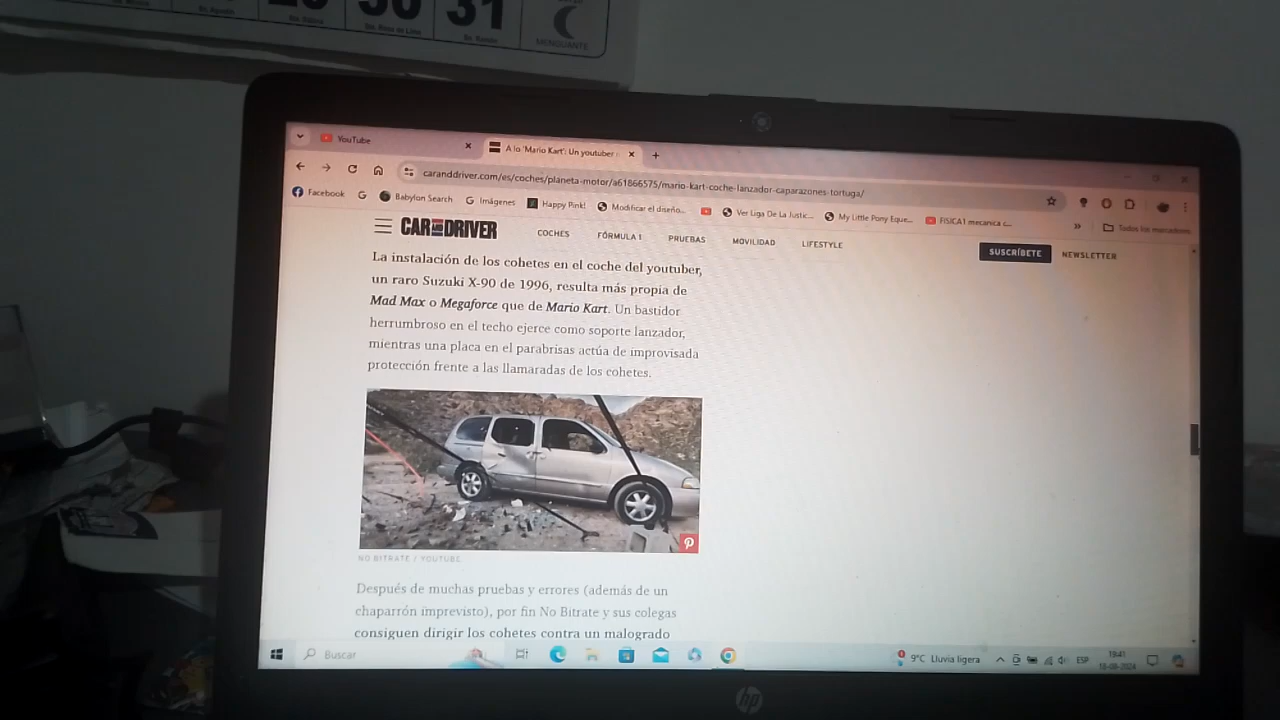 30 31
MENGUANTE
YouTube
A lo 'Mario Kart': Un youtuber
caranddriver.com/es/coches/planeta-motor/a61866575/mario-kart-coche-lanzador-caparazones-tortuga/
Facebook
Babylon Search
Imágenes
Happy Pink!
Modificar el diseño...
Ver Liga De La Justic...
My Little Pony Eque...
FISICA1 mecanica c...
»
Todos los marcadores
CAR AND DRIVER
COCHES
FÓRMULA 1
PRUEBAS
MOVILIDAD
LIFESTYLE
SUSCRÍBETE
NEWSLETTER
La instalación de los cohetes en el coche del youtuber,
un raro Suzuki X-90 de 1996, resulta más propia de
Mad Max o Megaforce que de Mario Kart. Un bastidor
herrumbroso en el techo ejerce como soporte lanzador,
mientras una placa en el parabrisas actúa de improvisada
protección frente a las llamaradas de los cohetes.
NO BITRATE / YOUTUBE
Después de muchas pruebas y errores (además de un
chaparrón imprevisto), por fin No Bitrate y sus colegas
consiguen dirigir los cohetes contra un malogrado
Buscar
9°C Lluvia ligera
ESP
19:41
18-09-2024
hp